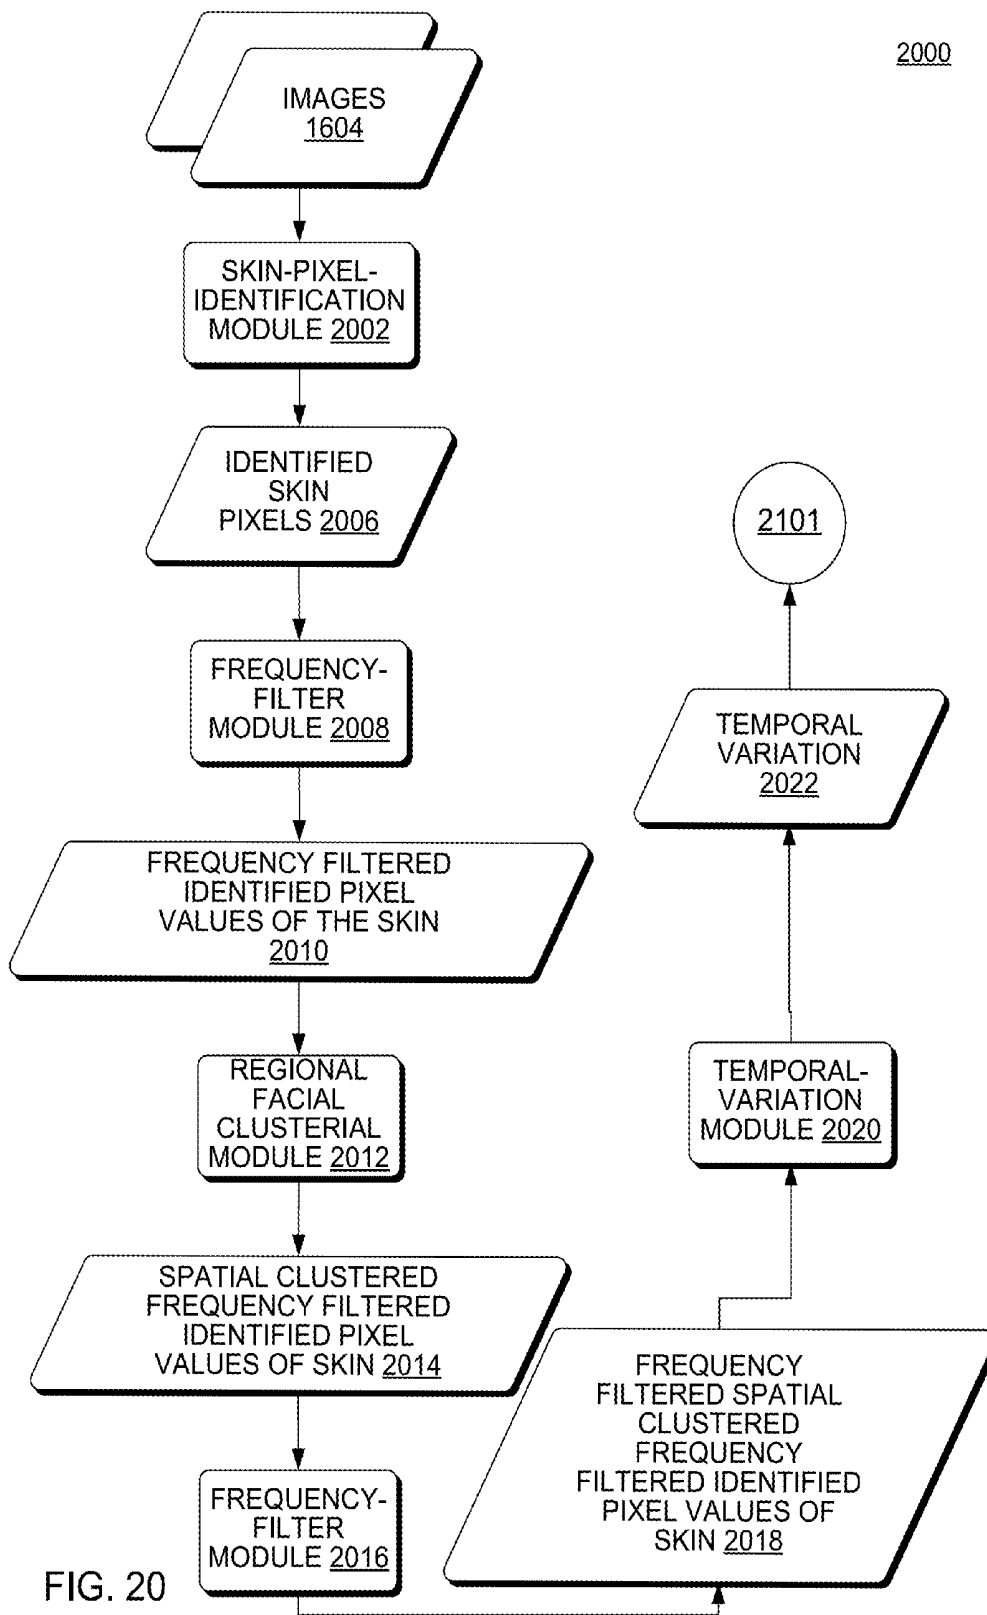 2000
IMAGES
1604
SKIN-PIXEL-
IDENTIFICATION
MODULE 2002
IDENTIFIED
SKIN
PIXELS 2006
FREQUENCY-
FILTER
MODULE 2008
FREQUENCY FILTERED
IDENTIFIED PIXEL
VALUES OF THE SKIN
2010
REGIONAL
FACIAL
CLUSTERIAL
MODULE 2012
SPATIAL CLUSTERED
FREQUENCY FILTERED
IDENTIFIED PIXEL
VALUES OF SKIN 2014
FREQUENCY-
FILTER
MODULE 2016
FREQUENCY
FILTERED SPATIAL
CLUSTERED
FREQUENCY
FILTERED IDENTIFIED
PIXEL VALUES OF
SKIN 2018
TEMPORAL-
VARIATION
MODULE 2020
TEMPORAL
VARIATION
2022
2101
FIG. 20